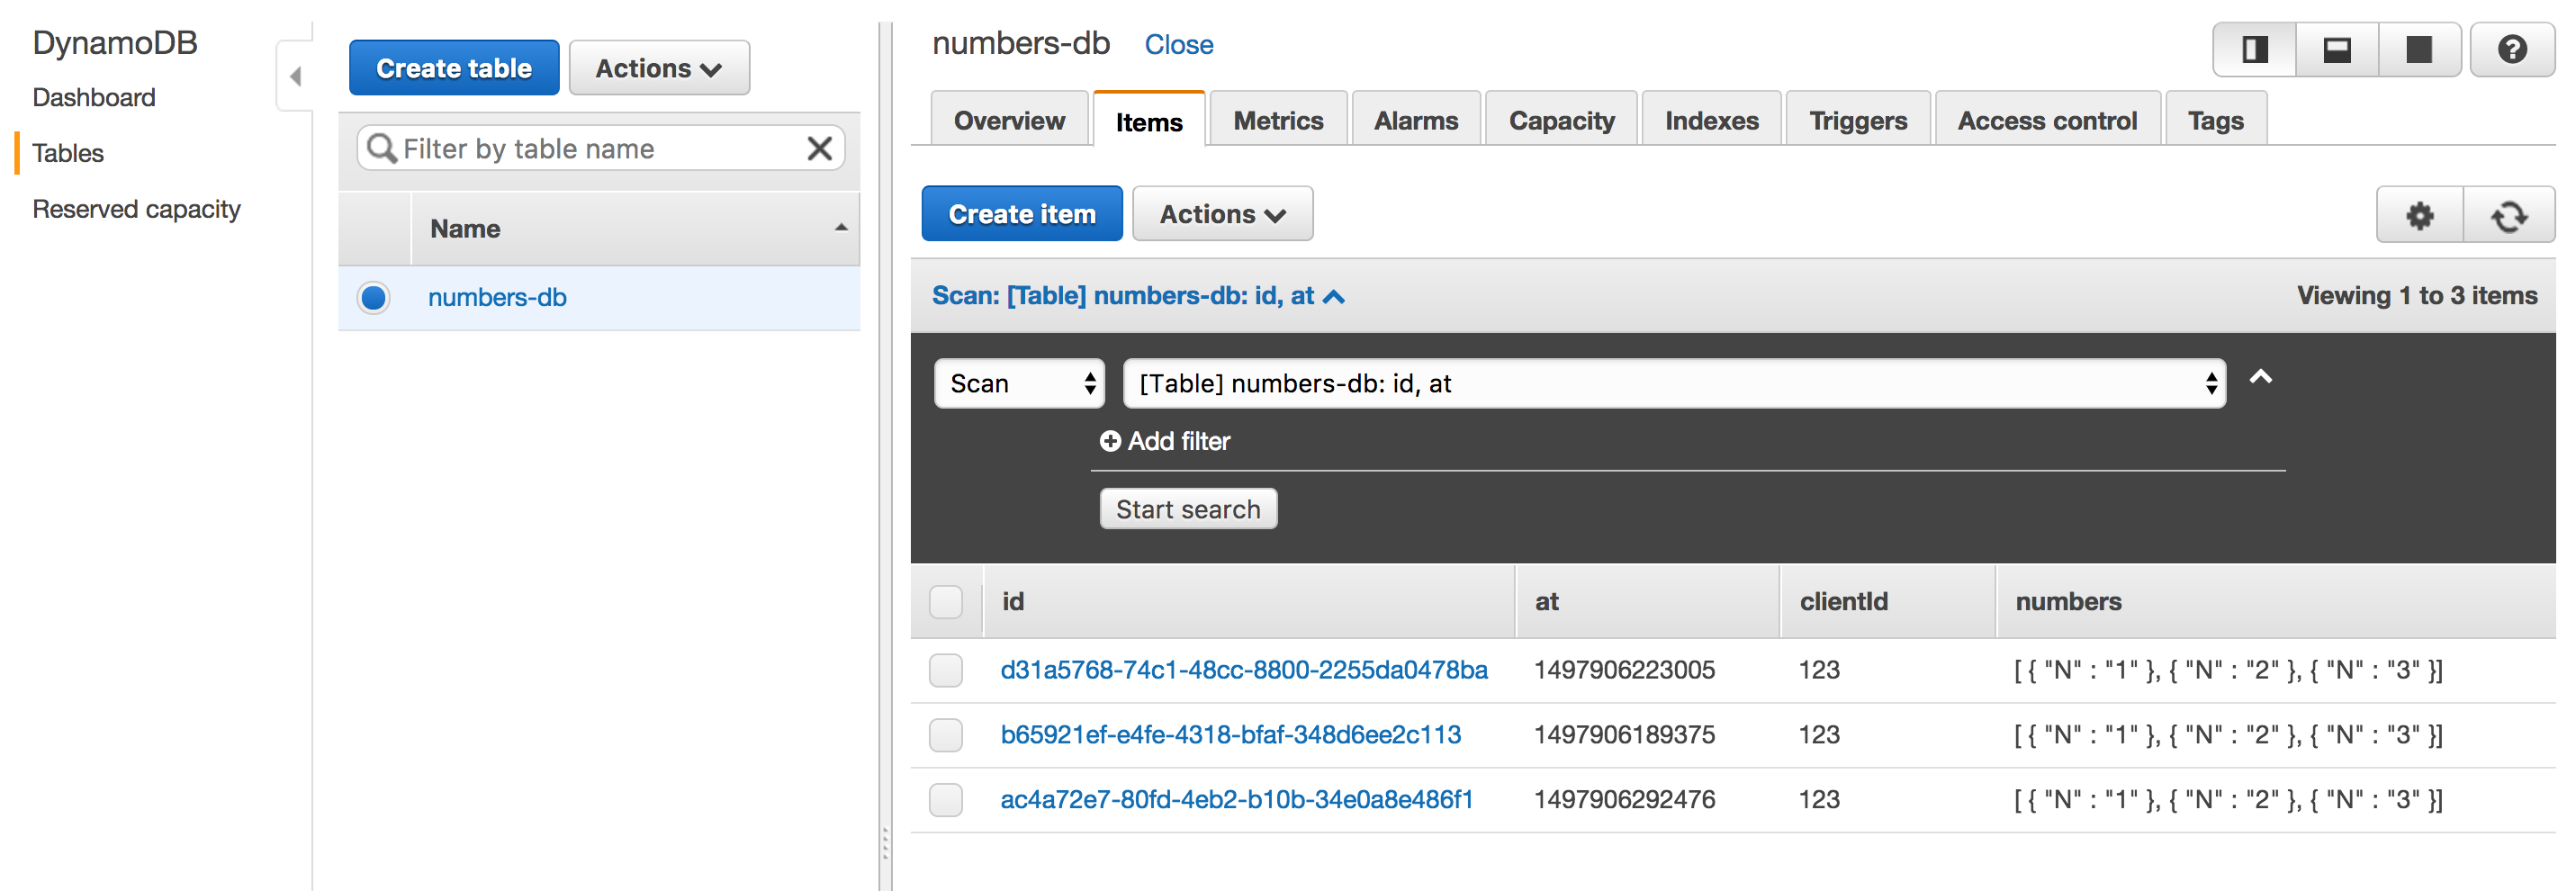 DynamoDB
Dashboard
Tables
Reserved capacity
Create table
Actions
Filter by table name
Name
numbers-db
numbers-db Close
Overview Items Metrics Alarms Capacity Indexes Triggers Access control Tags
Create item Actions
Scan: [Table] numbers-db: id, at Viewing 1 to 3 items
Scan [Table] numbers-db: id, at
Add filter
Start search
id at clientId numbers
d31a5768-74c1-48cc-8800-2255da0478ba 1497906223005 123 [ { "N" : "1" }, { "N" : "2" }, { "N" : "3" }]
b65921ef-e4fe-4318-bfaf-348d6ee2c113 1497906189375 123 [ { "N" : "1" }, { "N" : "2" }, { "N" : "3" }]
ac4a72e7-80fd-4eb2-b10b-34e0a8e486f1 1497906292476 123 [ { "N" : "1" }, { "N" : "2" }, { "N" : "3" }]